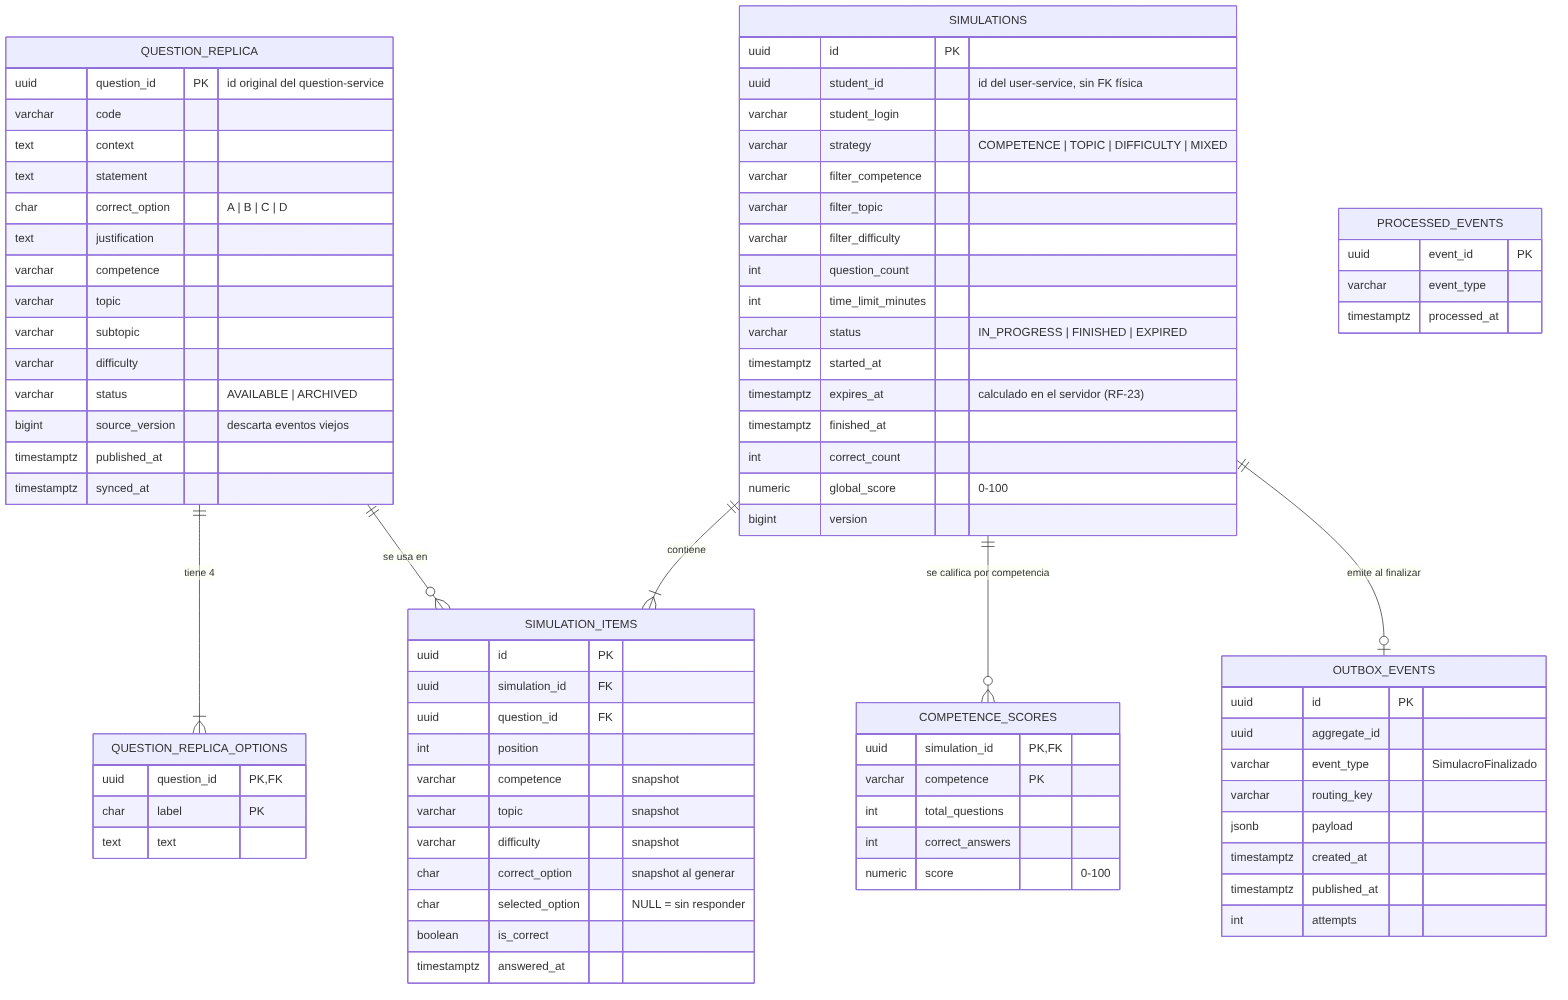 QUESTION_REPLICA
uuid question_id PK id original del question-service
varchar code
text context
text statement
char correct_option A | B | C | D
text justification
varchar competence
varchar topic
varchar subtopic
varchar difficulty
varchar status AVAILABLE | ARCHIVED
bigint source_version descarta eventos viejos
timestamptz published_at
timestamptz synced_at
SIMULATIONS
uuid id PK
uuid student_id id del user-service, sin FK física
varchar student_login
varchar strategy COMPETENCE | TOPIC | DIFFICULTY | MIXED
varchar filter_competence
varchar filter_topic
varchar filter_difficulty
int question_count
int time_limit_minutes
varchar status IN_PROGRESS | FINISHED | EXPIRED
timestamptz started_at
timestamptz expires_at calculado en el servidor (RF-23)
timestamptz finished_at
int correct_count
numeric global_score 0-100
bigint version
PROCESSED_EVENTS
uuid event_id PK
varchar event_type
timestamptz processed_at
tiene 4
se usa en
contiene
se califica por competencia
emite al finalizar
QUESTION_REPLICA_OPTIONS
uuid question_id PK,FK
char label PK
text text
SIMULATION_ITEMS
uuid id PK
uuid simulation_id FK
uuid question_id FK
int position
varchar competence snapshot
varchar topic snapshot
varchar difficulty snapshot
char correct_option snapshot al generar
char selected_option NULL = sin responder
boolean is_correct
timestamptz answered_at
COMPETENCE_SCORES
uuid simulation_id PK,FK
varchar competence PK
int total_questions
int correct_answers
numeric score 0-100
OUTBOX_EVENTS
uuid id PK
uuid aggregate_id
varchar event_type SimulacroFinalizado
varchar routing_key
jsonb payload
timestamptz created_at
timestamptz published_at
int attempts